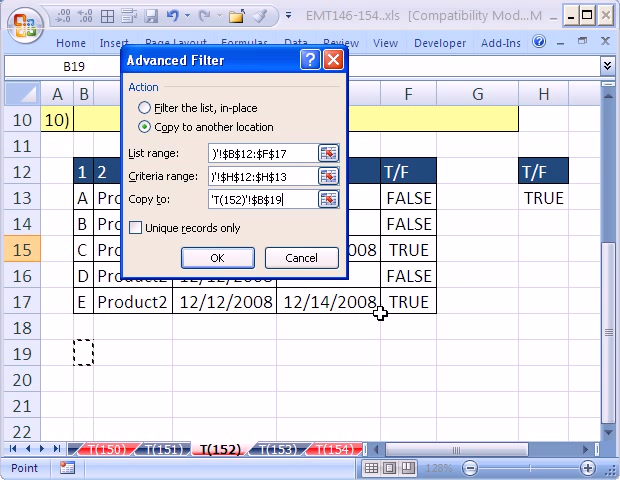 EMT146-154..xls [Compatibility Mod...M
Home Insert Page Layout Formulas Data Review View Developer Add-Ins
B19
Advanced Filter
Action
Filter the list, in-place
Copy to another location
List range: )'!$B$12:$F$17
Criteria range: )'!$H$12:$H$13
Copy to: 'T(152)'!$B$19
Unique records only
OK Cancel
A B F G H
10 10)
11
12 1 2 T/F T/F
13 A Pro FALSE TRUE
14 B Pro FALSE
15 C Pro 008 TRUE
16 D Product2 12/12/2008 FALSE
17 E Product2 12/12/2008 12/14/2008 TRUE
18
19
20
21
22
T(150) T(151) T(152) T(153) T(154)
Point 128%